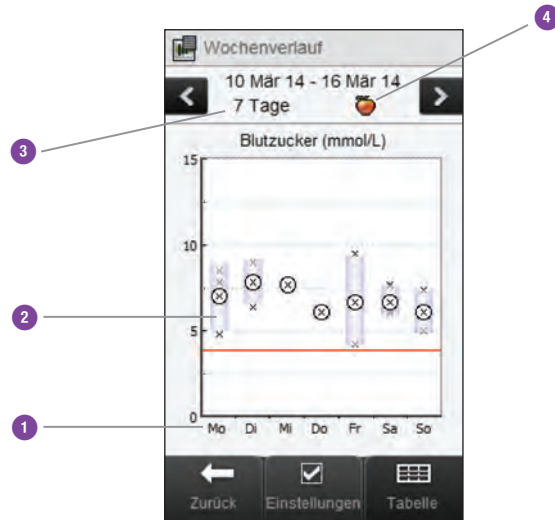 4
Wochenverlauf
10 Mär 14 - 16 Mär 14
7 Tage
3
Blutzucker (mmol/L)
15
10
2
5
0
1
Mo Di Mi Do Fr Sa So
Zurück Einstellungen Tabelle